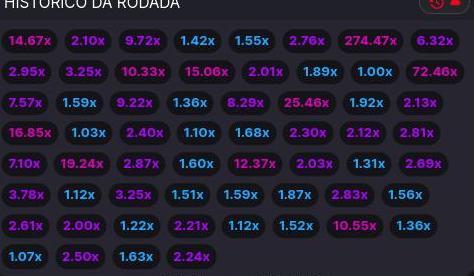 HISTÓRICO DA RODADA
14.67x 2.10x 9.72x 1.42x 1.55x 2.76x 274.47x 6.32x
2.95x 3.25x 10.33x 15.06x 2.01x 1.89x 1.00x 72.46x
7.57x 1.59x 9.22x 1.36x 8.29x 25.46x 1.92x 2.13x
16.85x 1.03x 2.40x 1.10x 1.68x 2.30x 2.12x 2.81x
7.10x 19.24x 2.87x 1.60x 12.37x 2.03x 1.31x 2.69x
3.78x 1.12x 3.25x 1.51x 1.59x 1.87x 2.83x 1.56x
2.61x 2.00x 1.22x 2.21x 1.12x 1.52x 10.55x 1.36x
1.07x 2.50x 1.63x 2.24x